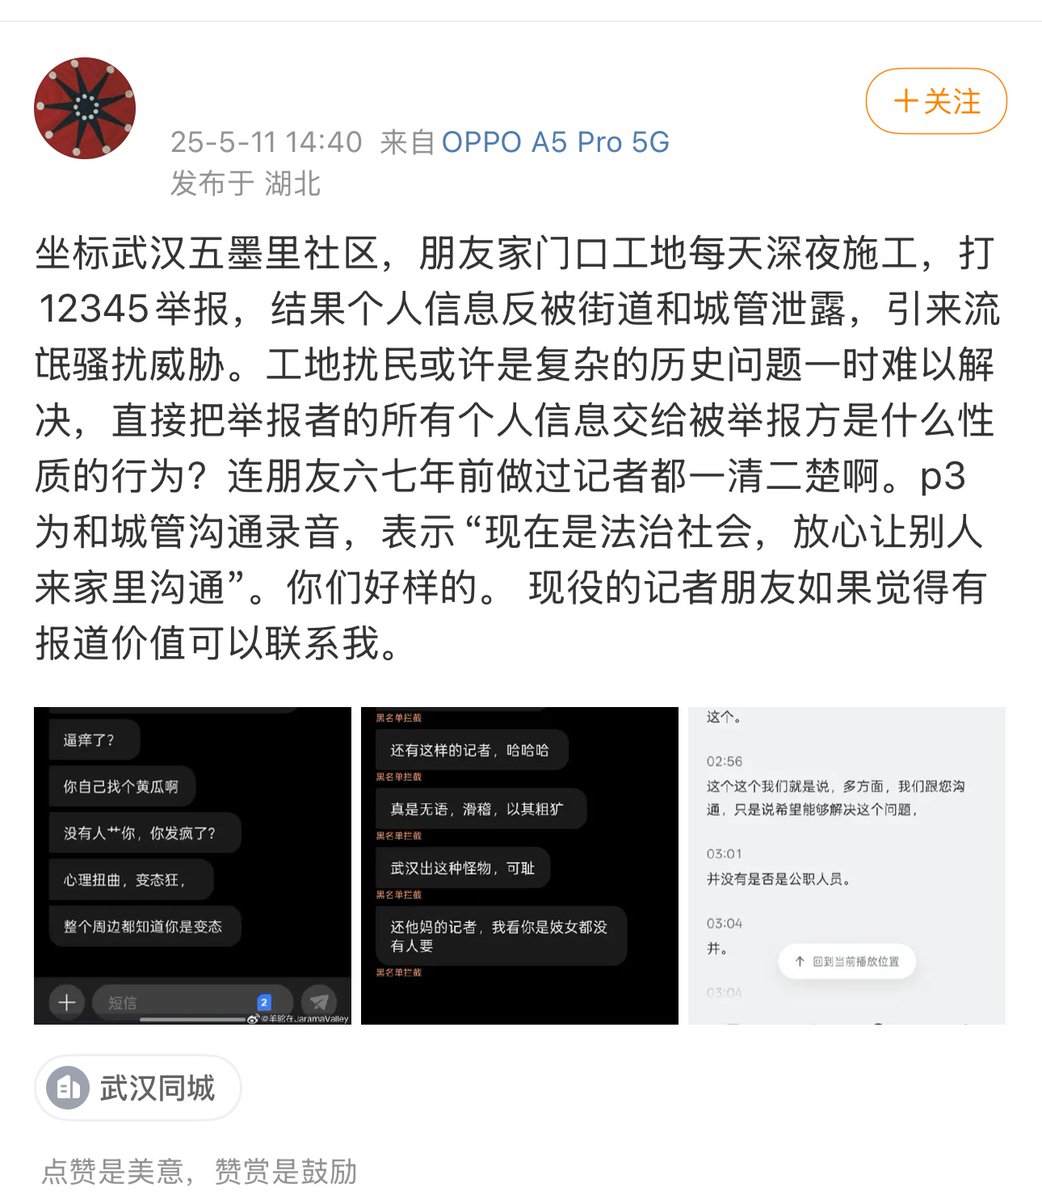 +关注
25-5-11 14:40 来自 OPPO A5 Pro 5G
发布于 湖北
坐标武汉五墨里社区，朋友家门口工地每天深夜施工，打
12345举报，结果个人信息反被街道和城管泄露，引来流
氓骚扰威胁。工地扰民或许是复杂的历史问题一时难以解
决，直接把举报者的所有个人信息交给被举报方是什么性
质的行为？连朋友六七年前做过记者都一清二楚啊。p3
为和城管沟通录音，表示“现在是法治社会，放心让别人
来家里沟通”。你们好样的。 现役的记者朋友如果觉得有
报道价值可以联系我。
逼痒了？
你自己找个黄瓜啊
没有人艹你，你发疯了？
心理扭曲，变态狂，
整个周边都知道你是变态
短信
2
@羊驼在JaramaValley
黑名单拦截
还有这样的记者，哈哈哈
黑名单拦截
真是无语，滑稽，以其粗犷
黑名单拦截
武汉出这种怪物，可耻
黑名单拦截
还他妈的记者，我看你是妓女都没
有人要
黑名单拦截
这个。
02:56
这个这个我们就是说，多方面，我们跟您沟
通，只是说希望能够解决这个问题，
03:01
并没有是否是公职人员。
03:04
并。
回到当前播放位置
03:04
武汉同城
点赞是美意，赞赏是鼓励